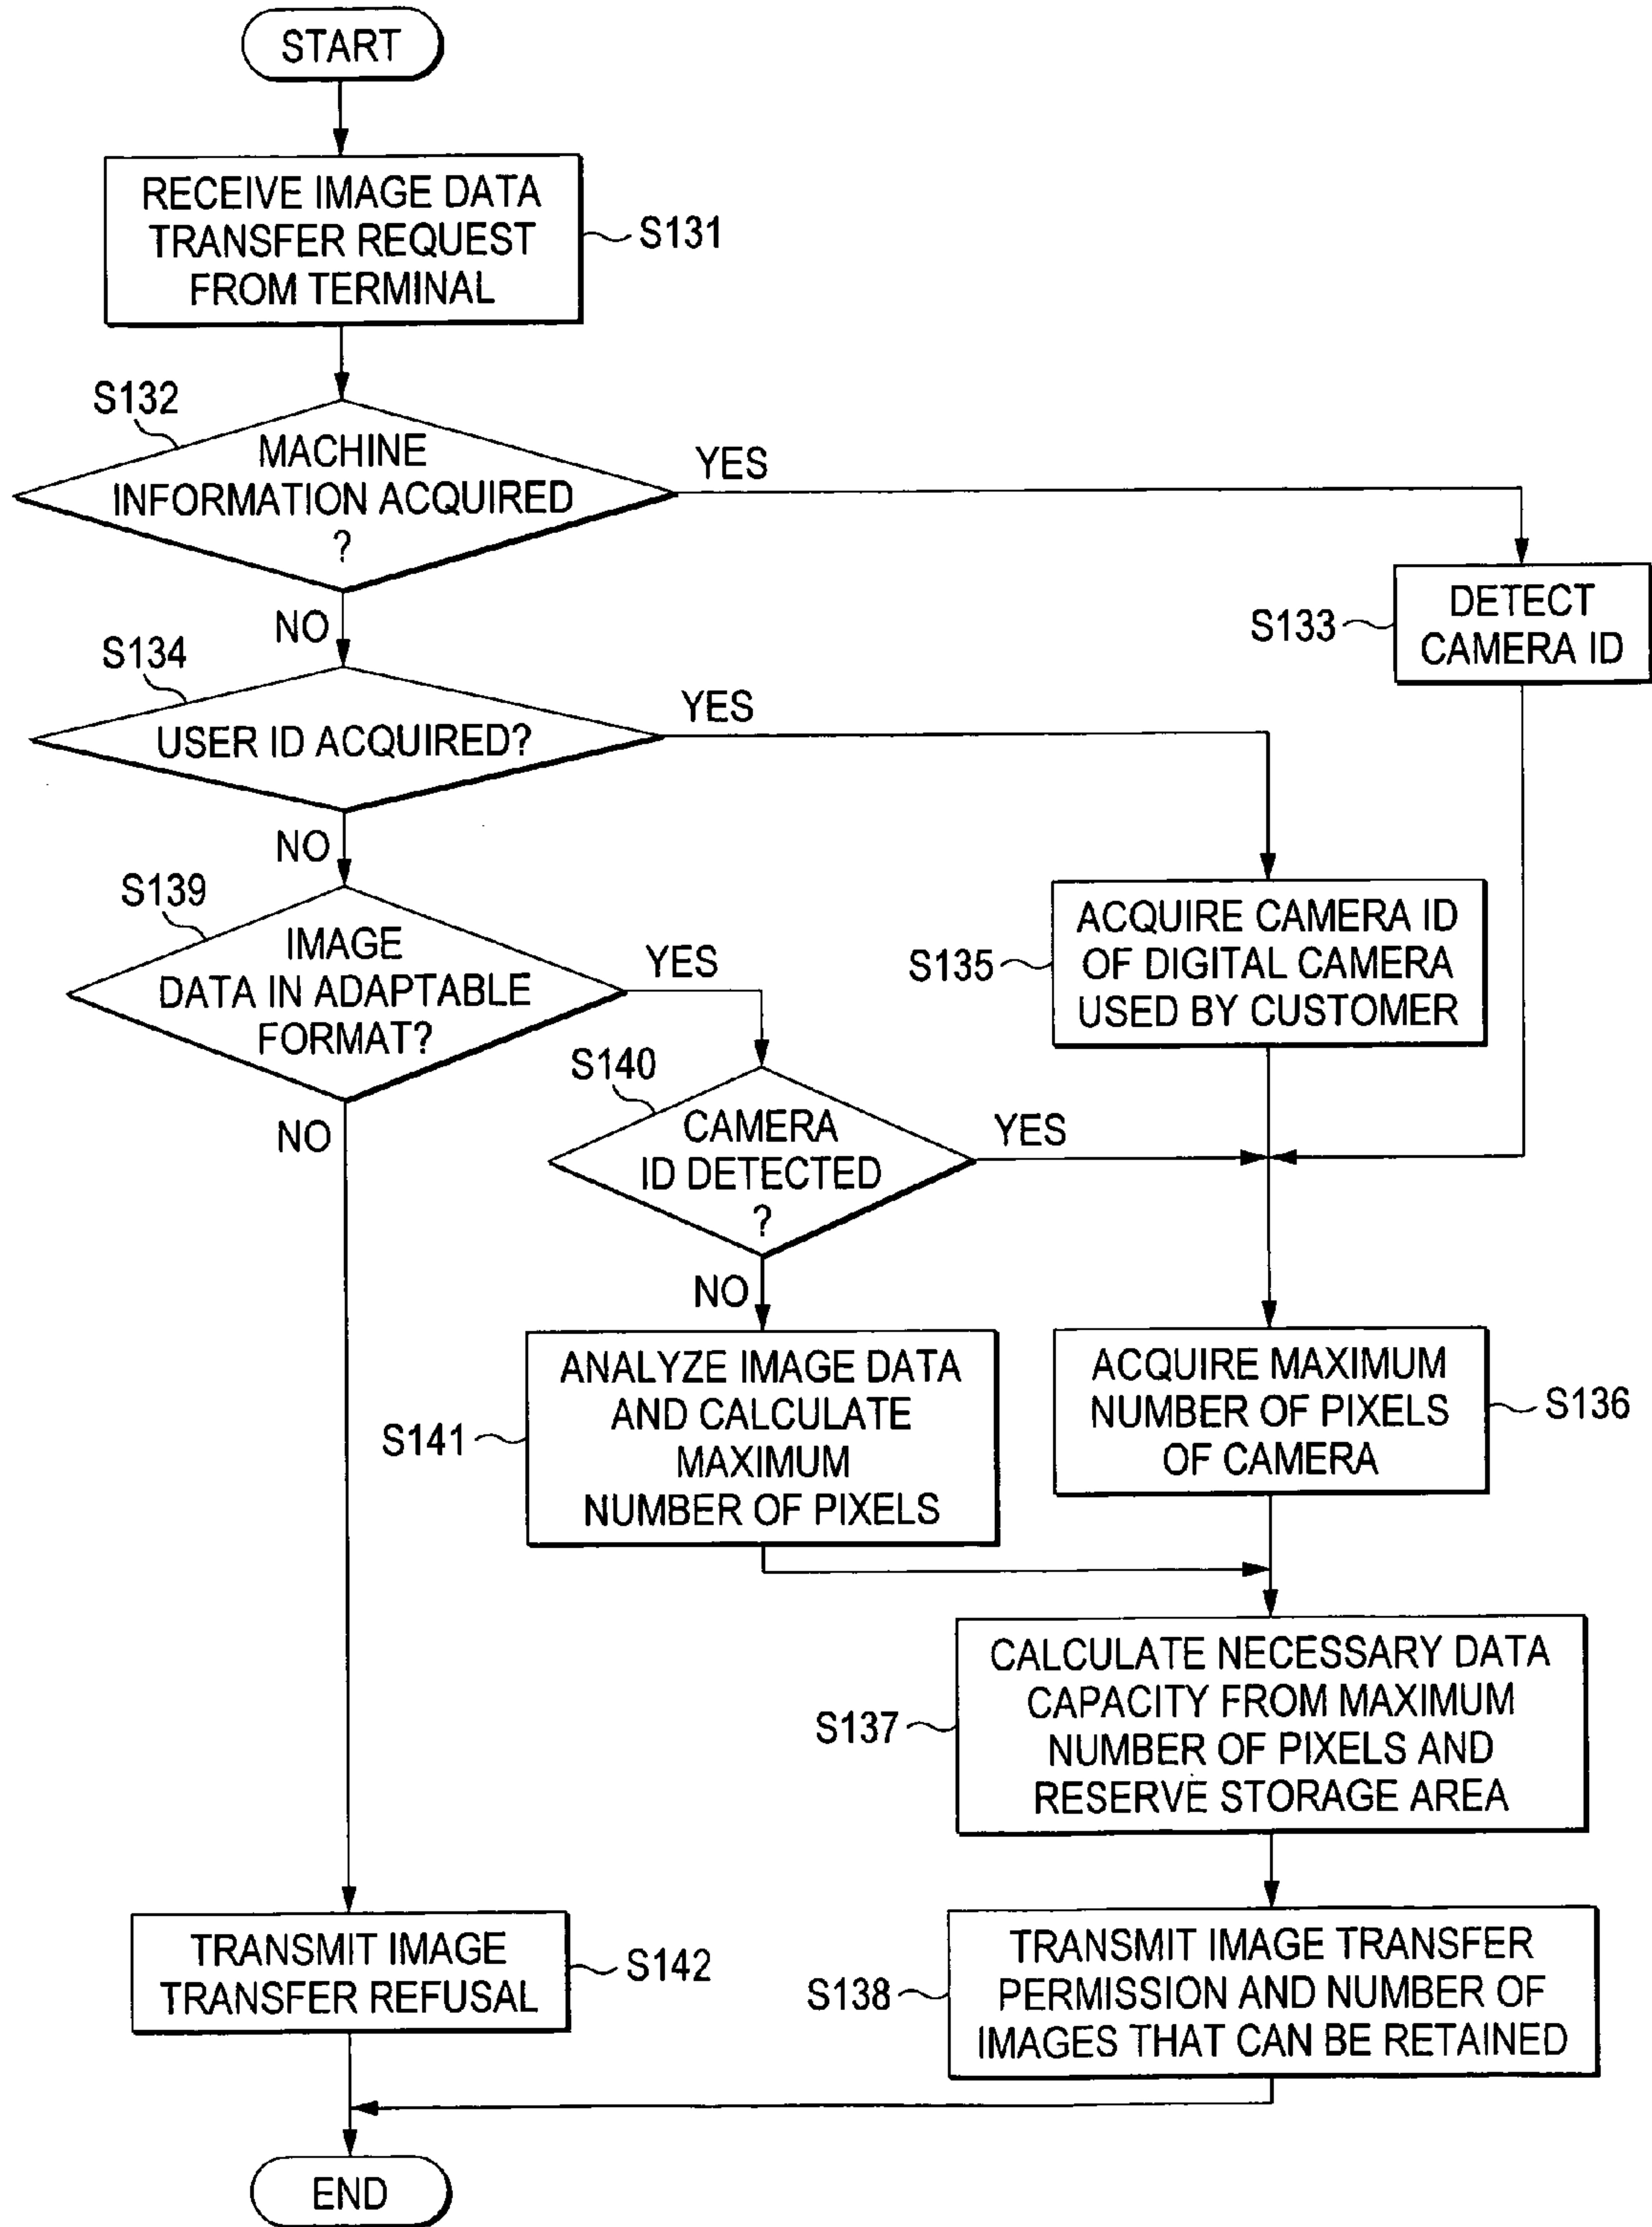 START
RECEIVE IMAGE DATA
TRANSFER REQUEST
FROM TERMINAL
S131
S132
MACHINE
INFORMATION ACQUIRED
?
YES
NO
DETECT
CAMERA ID
S133
S134
USER ID ACQUIRED?
YES
NO
S139
IMAGE
DATA IN ADAPTABLE
FORMAT?
YES
NO
ACQUIRE CAMERA ID
OF DIGITAL CAMERA
USED BY CUSTOMER
S135
S140
CAMERA
ID DETECTED
?
YES
NO
ANALYZE IMAGE DATA
AND CALCULATE
MAXIMUM
NUMBER OF PIXELS
S141
ACQUIRE MAXIMUM
NUMBER OF PIXELS
OF CAMERA
S136
CALCULATE NECESSARY DATA
CAPACITY FROM MAXIMUM
NUMBER OF PIXELS AND
RESERVE STORAGE AREA
S137
TRANSMIT IMAGE
TRANSFER REFUSAL
S142
TRANSMIT IMAGE TRANSFER
PERMISSION AND NUMBER OF
IMAGES THAT CAN BE RETAINED
S138
END